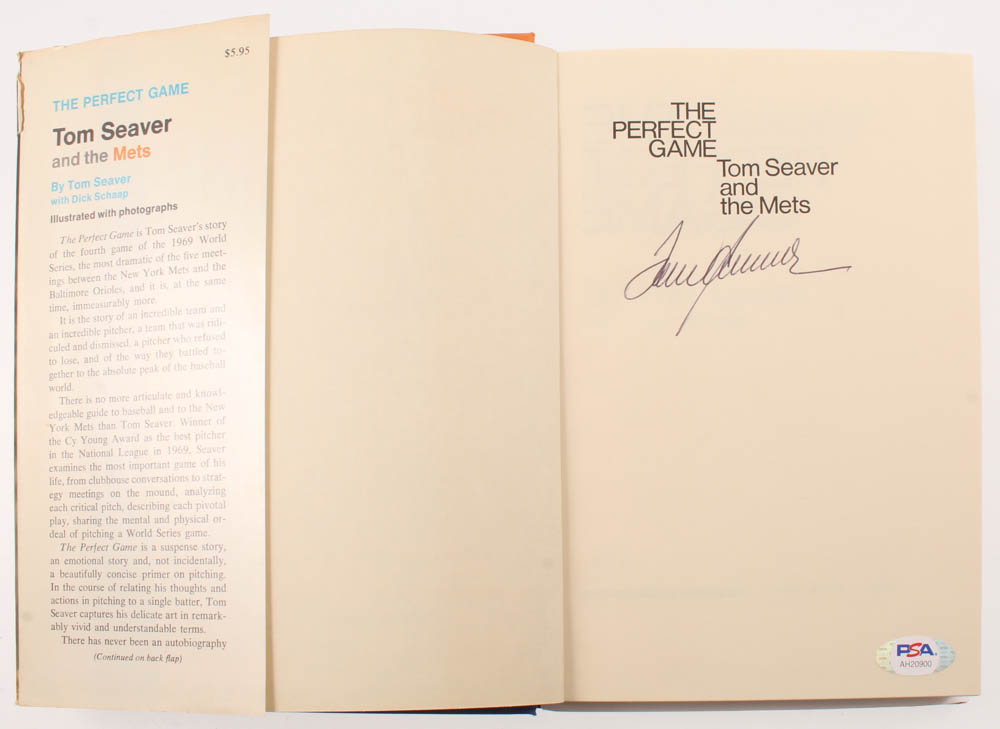 $5.95
THE PERFECT GAME
Tom Seaver
and the Mets
By Tom Seaver
with Dick Schaap
Illustrated with photographs
The Perfect Game is Tom Seaver's story
of the fourth game of the 1969 World
Series, the most dramatic of the five meet-
ings between the New York Mets and the
Baltimore Orioles, and it is, at the same
time, immeasurably more.
It is the story of an incredible team and
an incredible pitcher, a team that was ridi-
culed and dismissed, a pitcher who refused
to lose, and of the way they battled to-
gether to the absolute peak of the baseball
world.
There is no more articulate and knowl-
edgeable guide to baseball and to the New
York Mets than Tom Seaver. Winner of
the Cy Young Award as the best pitcher
in the National League in 1969, Seaver
examines the most important game of his
life, from clubhouse conversations to strat-
egy meetings on the mound, analyzing
each critical pitch, describing each pivotal
play, sharing the mental and physical or-
deal of pitching a World Series game.
The Perfect Game is a suspense story,
an emotional story and, not incidentally,
a beautifully concise primer on pitching.
In the course of relating his thoughts and
actions in pitching to a single batter, Tom
Seaver captures his delicate art in remark-
ably vivid and understandable terms.
There has never been an autobiography
(Continued on back flap)
THE
PERFECT
GAME
Tom Seaver
and
the Mets
Tom Seaver
PSA
AH20900